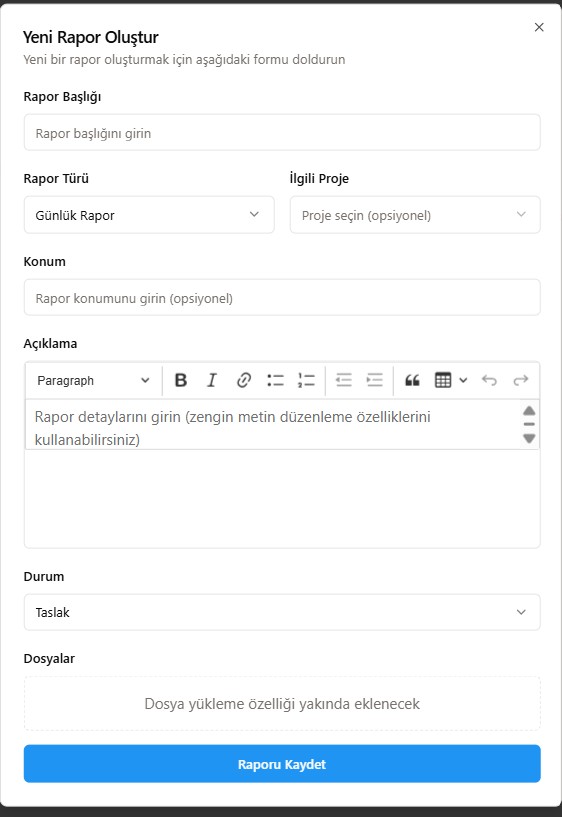 Yeni Rapor Oluştur
Yeni bir rapor oluşturmak için aşağıdaki formu doldurun
Rapor Başlığı
Rapor başlığını girin
Rapor Türü
İlgili Proje
Günlük Rapor
Proje seçin (opsiyonel)
Konum
Rapor konumunu girin (opsiyonel)
Açıklama
Paragraph
Rapor detaylarını girin (zengin metin düzenleme özelliklerini
kullanabilirsiniz)
Durum
Taslak
Dosyalar
Dosya yükleme özelliği yakında eklenecek
Raporu Kaydet